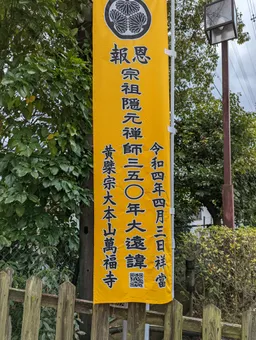 報恩
令和四年四月三日祥當
宗祖隠元禅師三五〇年大遠諱
黄檗宗大本山萬福寺